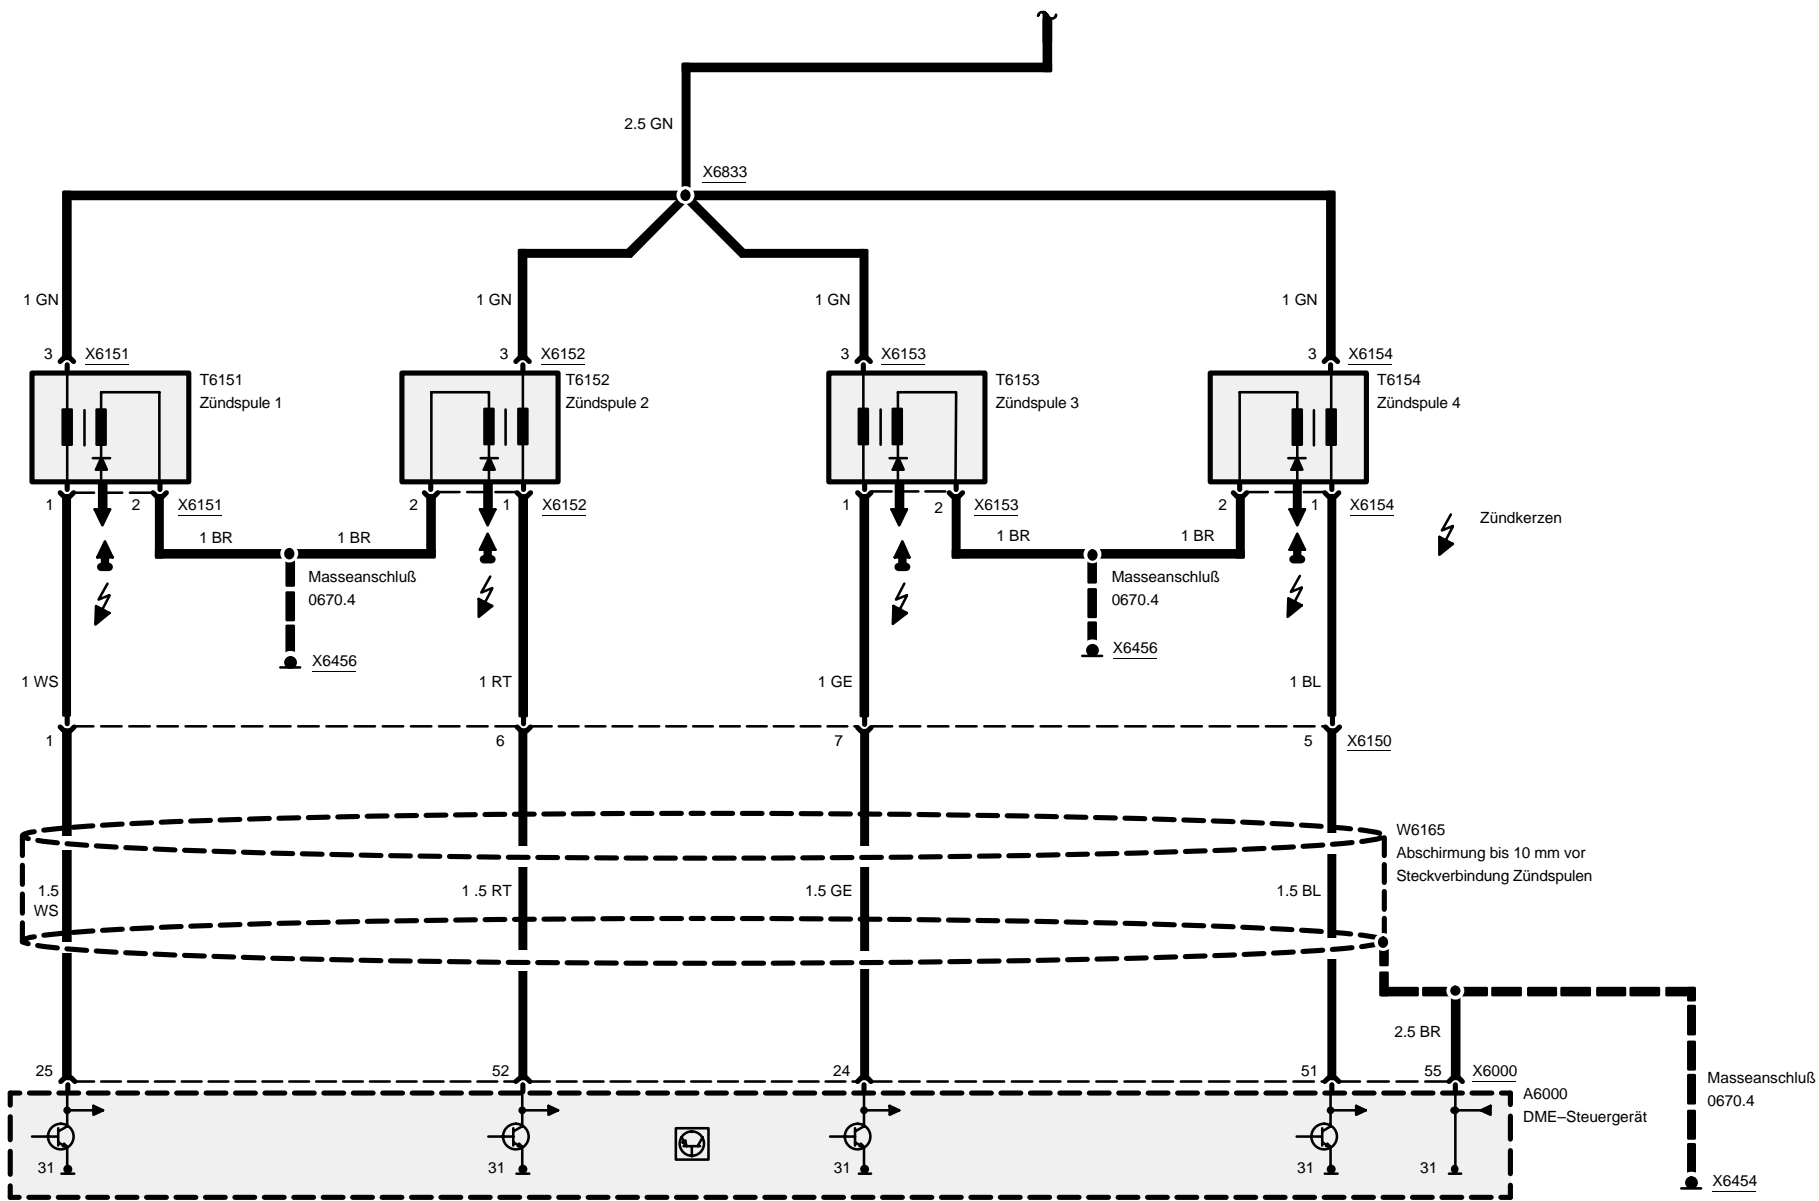 2.5 GN
X6833
1 GN
1 GN
1 GN
1 GN
3
X6151
3
X6152
3
X6153
3
X6154
T6151
Zündspule 1
T6152
Zündspule 2
T6153
Zündspule 3
T6154
Zündspule 4
1
2
X6151
2
1
X6152
1
2
X6153
2
1
X6154
Zündkerzen
1 BR
1 BR
1 BR
1 BR
Masseanschluß
0670.4
Masseanschluß
0670.4
X6456
X6456
1 WS
1 RT
1 GE
1 BL
1
6
7
5
X6150
W6165
Abschirmung bis 10 mm vor
Steckverbindung Zündspulen
1.5
WS
1 .5 RT
1.5 GE
1.5 BL
2.5 BR
25
52
24
51
55
X6000
A6000
DME–Steuergerät
Masseanschluß
0670.4
31
31
31
31
31
X6454